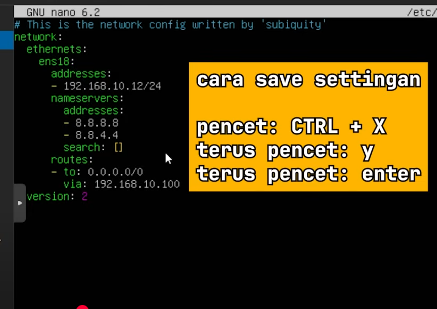 GNU nano 6.2 /etc/
# This is the network config written by 'subiquity'
network:
  ethernets:
    ens18:
      addresses:
      - 192.168.10.12/24
      nameservers:
        addresses:
        - 8.8.8.8
        - 8.8.4.4
        search: []
      routes:
      - to: 0.0.0.0/0
        via: 192.168.10.100
  version: 2
cara save settingan
pencet: CTRL + X
terus pencet: y
terus pencet: enter